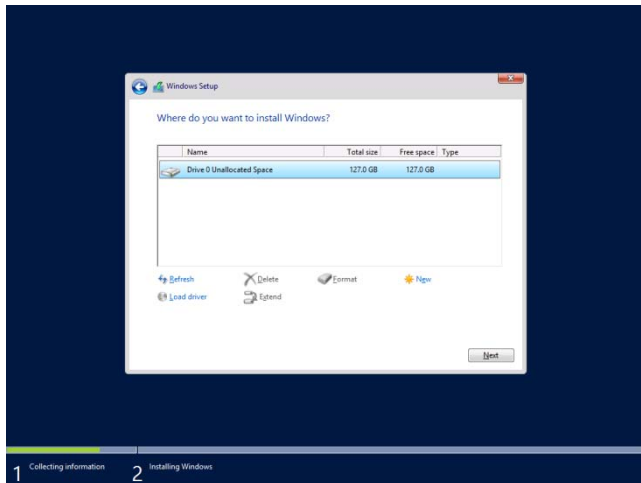 Windows Setup
Where do you want to install Windows?
Name Total size Free space Type
Drive 0 Unallocated Space 127.0 GB 127.0 GB
Refresh Delete Format New
Load driver Extend
Next
1 Collecting information 2 Installing Windows